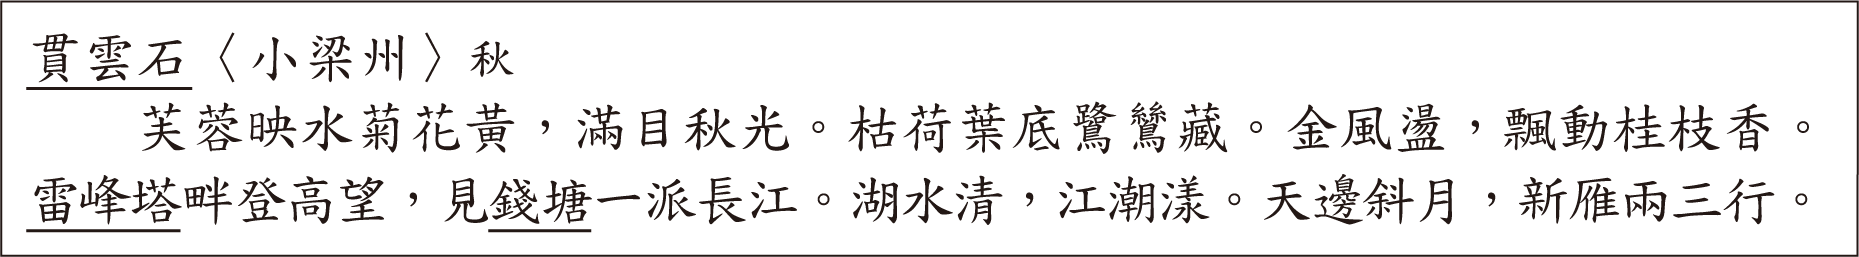 貫雲石〈小梁州〉秋
芙蓉映水菊花黃，滿目秋光。枯荷葉底鷺鷥藏。金風盪，飄動桂枝香。
雷峰塔畔登高望，見錢塘一派長江。湖水清，江潮漾。天邊斜月，新雁兩三行。